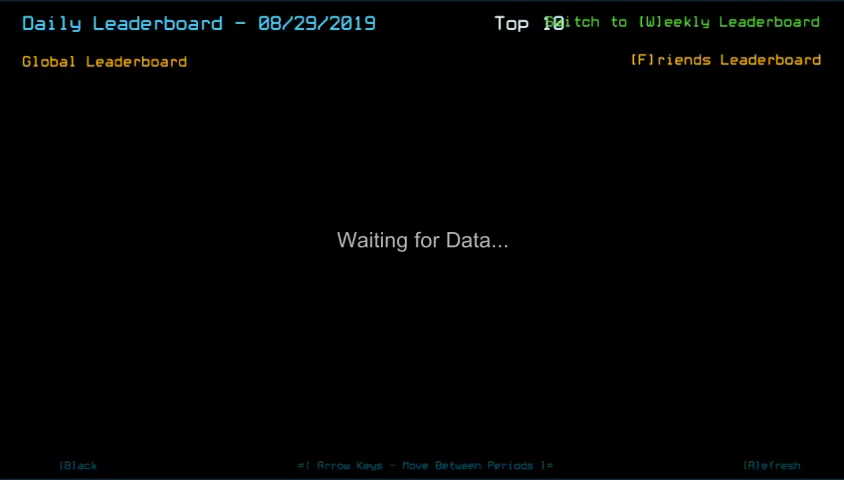 Daily Leaderboard - 08/29/2019 Top 10 Switch to [W]eekly Leaderboard
Global Leaderboard [F]riends Leaderboard
Waiting for Data...
[B]ack =[ Arrow Keys - Move Between Periods ]= [R]efresh